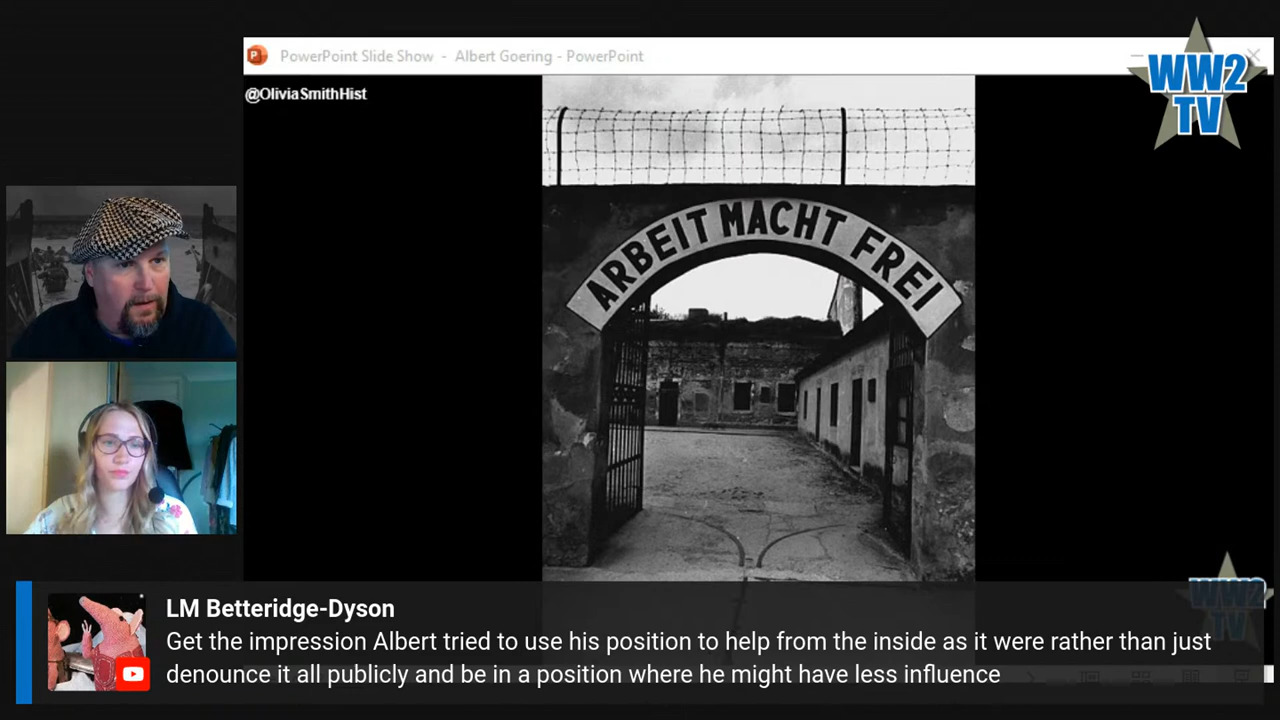 PowerPoint Slide Show - Albert Goering - PowerPoint
@OliviaSmithHist
WW2
TV
ARBEIT MACHT FREI
WW2
LM Betteridge-Dyson
Get the impression Albert tried to use his position to help from the inside as it were rather than just
denounce it all publicly and be in a position where he might have less influence